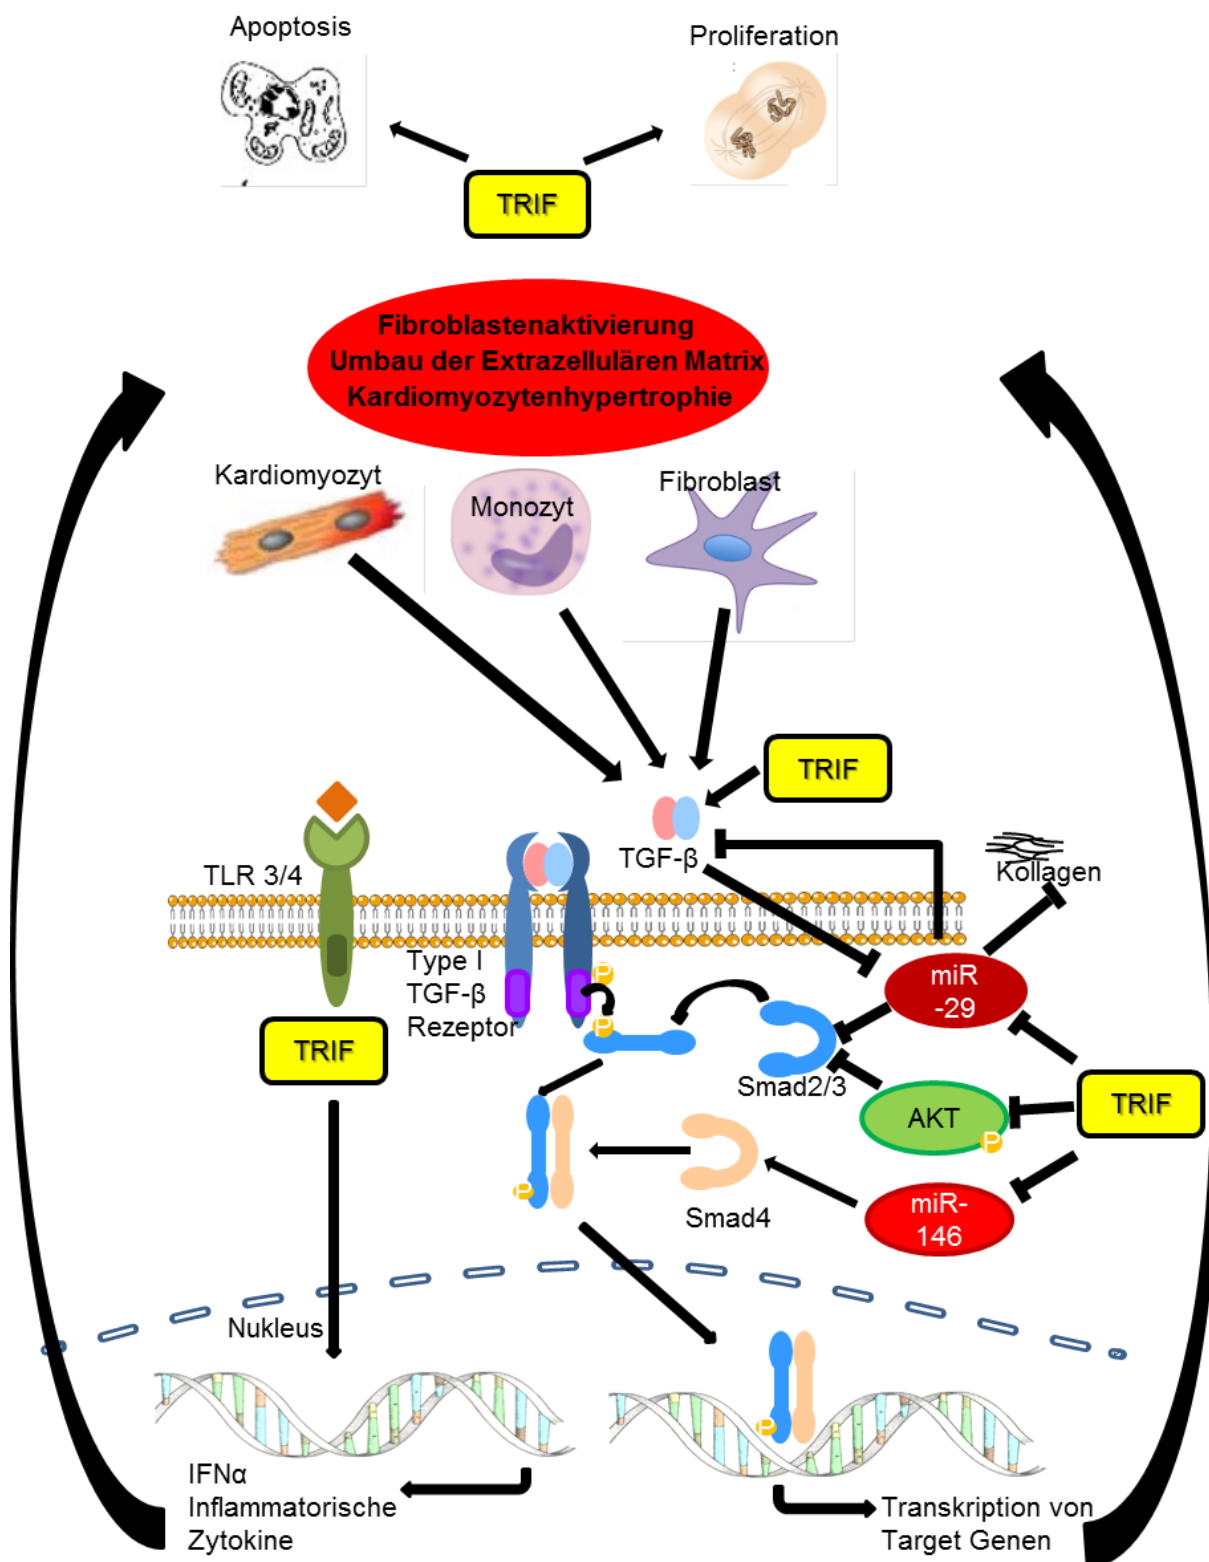 Apoptosis
Proliferation
TRIF
Fibroblastenaktivierung
Umbau der Extrazellulären Matrix
Kardiomyozytenhypertrophie
Kardiomyozyt
Monozyt
Fibroblast
TRIF
TGF-β
Kollagen
TLR 3/4
Type I
TGF-β
Rezeptor
P
P
miR
-29
TRIF
Smad2/3
AKT
P
TRIF
P
Smad4
miR-
146
Nukleus
P
IFNα
Inflammatorische
Zytokine
Transkription von
Target Genen